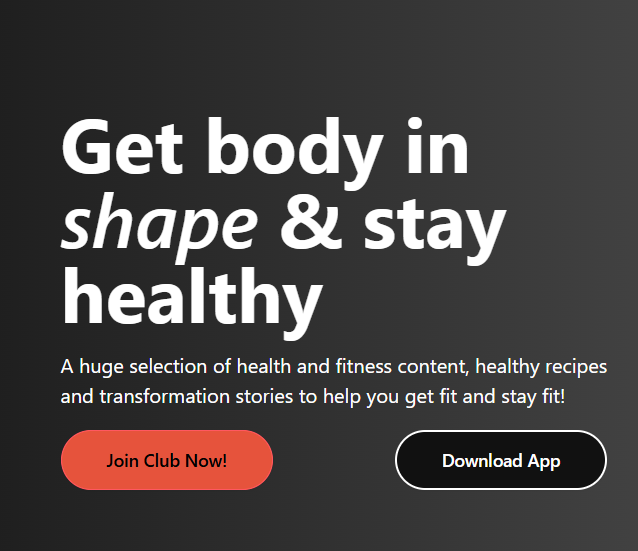 Get body in
shape & stay
healthy
A huge selection of health and fitness content, healthy recipes
and transformation stories to help you get fit and stay fit!
Join Club Now!
Download App